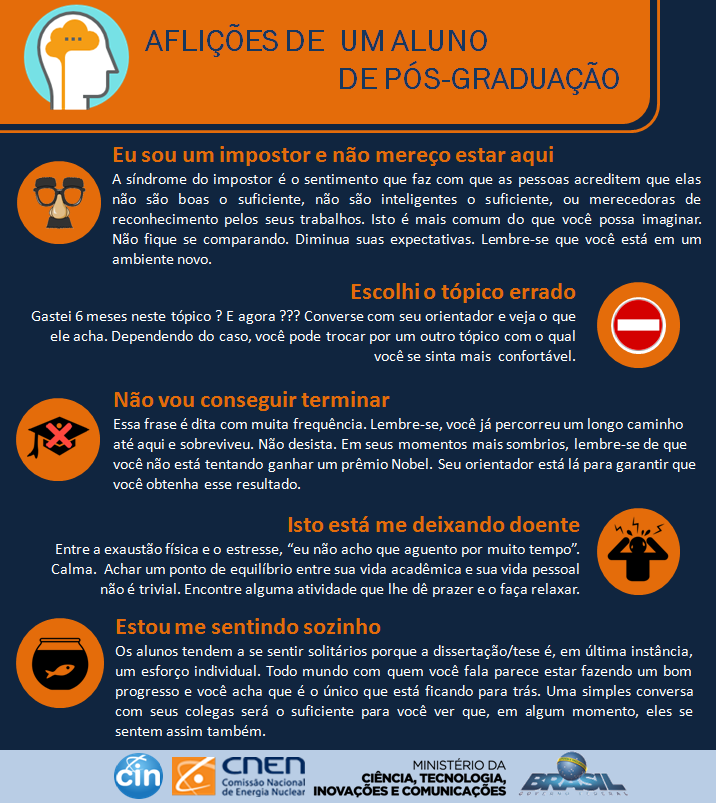 AFLIÇÕES DE UM ALUNO
DE PÓS-GRADUAÇÃO
Eu sou um impostor e não mereço estar aqui
A síndrome do impostor é o sentimento que faz com que as pessoas acreditem que elas
não são boas o suficiente, não são inteligentes o suficiente, ou merecedoras de
reconhecimento pelos seus trabalhos. Isto é mais comum do que você possa imaginar.
Não fique se comparando. Diminua suas expectativas. Lembre-se que você está em um
ambiente novo.
Escolhi o tópico errado
Gastei 6 meses neste tópico ? E agora ??? Converse com seu orientador e veja o que
ele acha. Dependendo do caso, você pode trocar por um outro tópico com o qual
você se sinta mais confortável.
Não vou conseguir terminar
Essa frase é dita com muita frequência. Lembre-se, você já percorreu um longo caminho
até aqui e sobreviveu. Não desista. Em seus momentos mais sombrios, lembre-se de que
você não está tentando ganhar um prêmio Nobel. Seu orientador está lá para garantir que
você obtenha esse resultado.
Isto está me deixando doente
Entre a exaustão física e o estresse, “eu não acho que aguento por muito tempo”.
Calma. Achar um ponto de equilíbrio entre sua vida acadêmica e sua vida pessoal
não é trivial. Encontre alguma atividade que lhe dê prazer e o faça relaxar.
Estou me sentindo sozinho
Os alunos tendem a se sentir solitários porque a dissertação/tese é, em última instância,
um esforço individual. Todo mundo com quem você fala parece estar fazendo um bom
progresso e você acha que é o único que está ficando para trás. Uma simples conversa
com seus colegas será o suficiente para você ver que, em algum momento, eles se
sentem assim também.
cin
CNEN
Comissão Nacional
de Energia Nuclear
MINISTÉRIO DA
CIÊNCIA, TECNOLOGIA,
INOVAÇÕES E COMUNICAÇÕES
BRASIL
GOVERNO FEDERAL